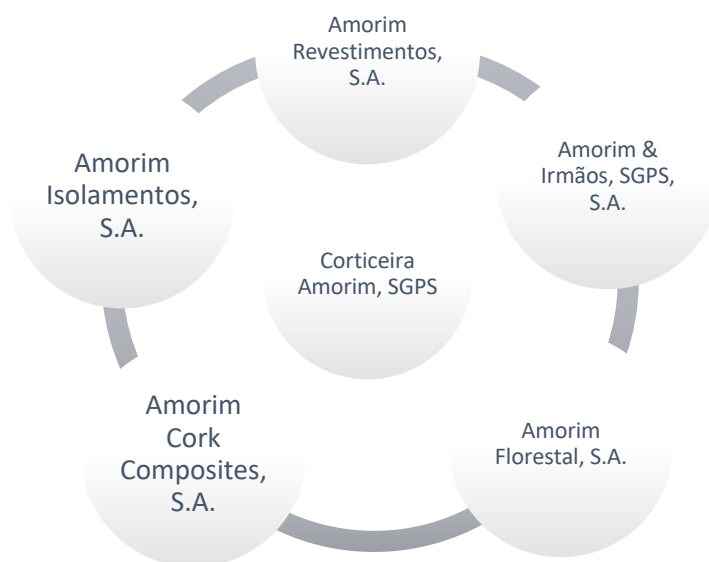 Amorim
Revestimentos,
S.A.
Amorim &
Irmãos, SGPS,
S.A.
Amorim
Florestal, S.A.
Amorim
Cork
Composites,
S.A.
Amorim
Isolamentos,
S.A.
Corticeira
Amorim, SGPS